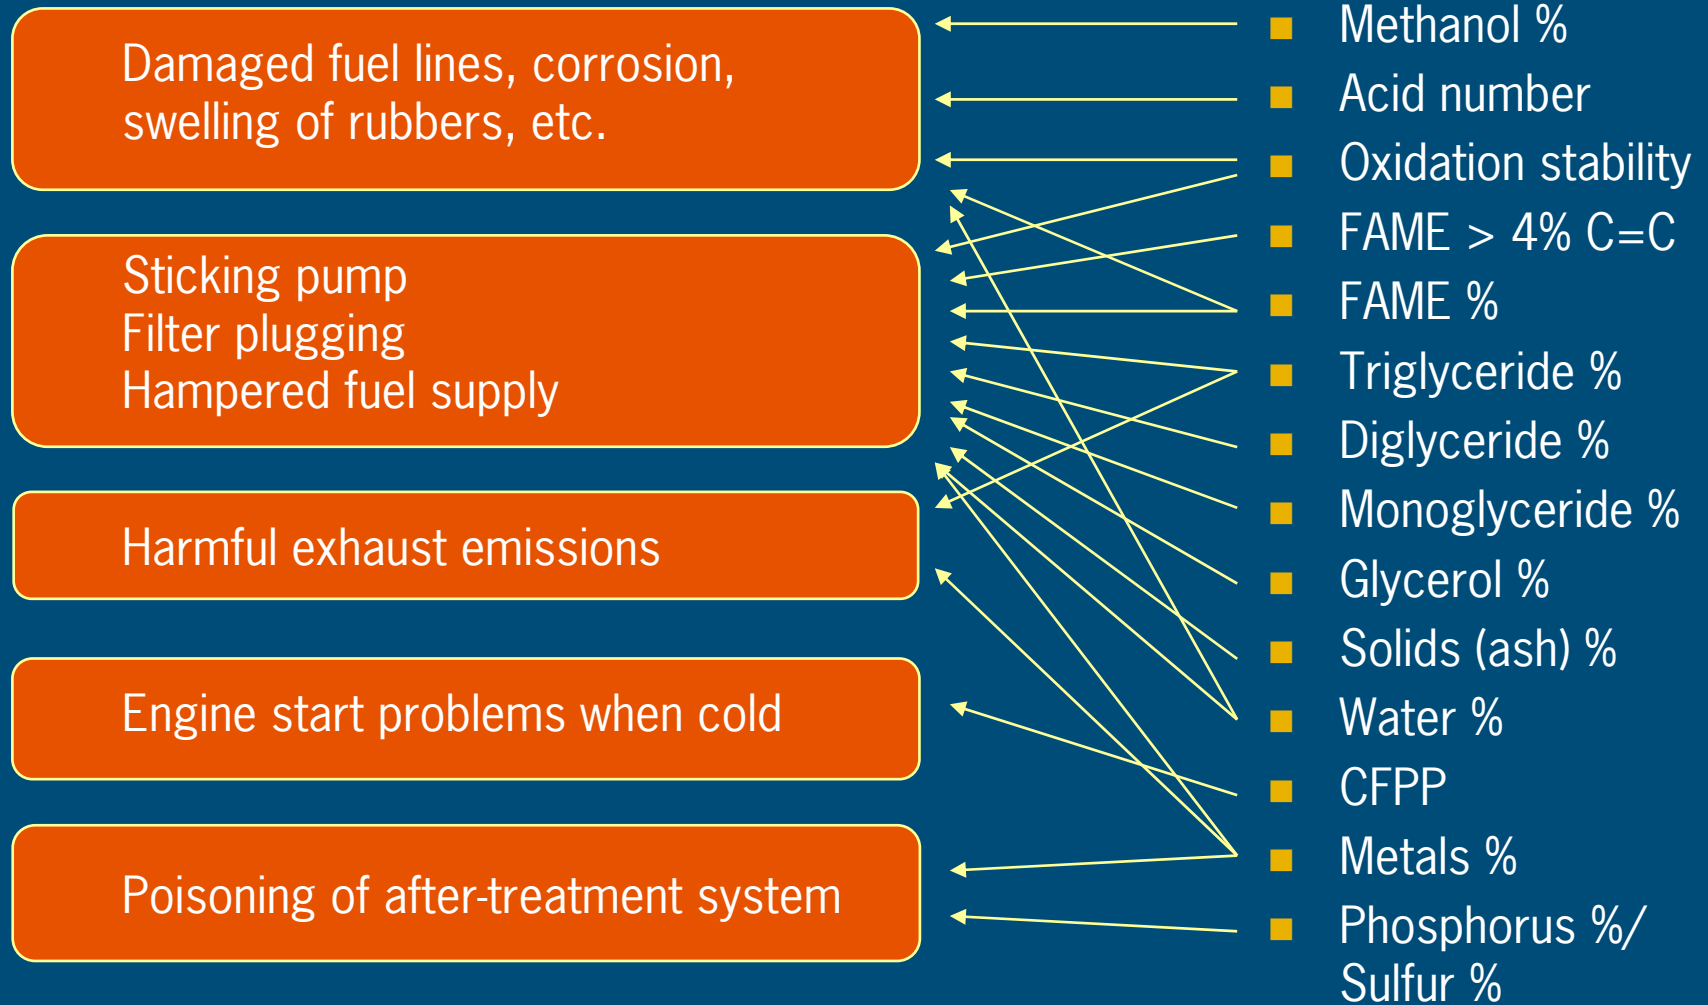 Damaged fuel lines, corrosion,
swelling of rubbers, etc.
Sticking pump
Filter plugging
Hampered fuel supply
Harmful exhaust emissions
Engine start problems when cold
Poisoning of after-treatment system
Methanol %
Acid number
Oxidation stability
FAME > 4% C=C
FAME %
Triglyceride %
Diglyceride %
Monoglyceride %
Glycerol %
Solids (ash) %
Water %
CFPP
Metals %
Phosphorus %/
Sulfur %